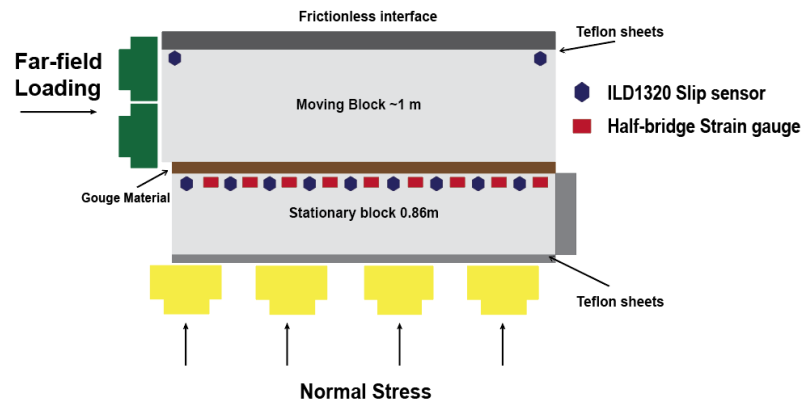 Frictionless interface
Teflon sheets
Far-field
Loading
Moving Block ~1 m
ILD1320 Slip sensor
Half-bridge Strain gauge
Gouge Material
Stationary block 0.86m
Teflon sheets
Normal Stress